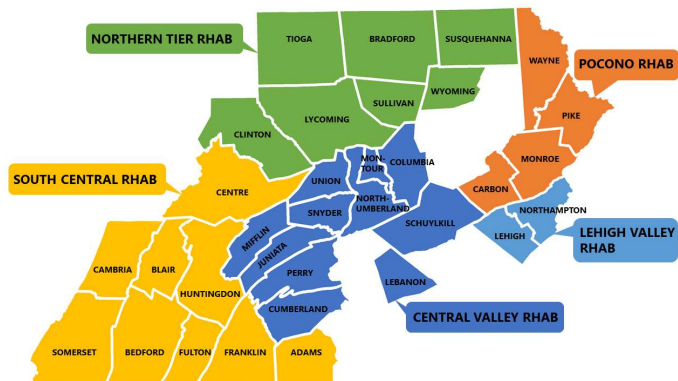 NORTHERN TIER RHAB
TIOGA
BRADFORD
SUSQUEHANNA
WAYNE
POCONO RHAB
WYOMING
SULLIVAN
LYCOMING
PIKE
CLINTON
MON-
TOUR
COLUMBIA
MONROE
SOUTH CENTRAL RHAB
CENTRE
UNION
CARBON
NORTH-
UMBERLAND
SNYDER
NORTHAMPTON
SCHUYLKILL
LEHIGH
LEHIGH VALLEY
RHAB
MIFFLIN
JUNIATA
CAMBRIA
BLAIR
PERRY
LEBANON
HUNTINGDON
CUMBERLAND
CENTRAL VALLEY RHAB
SOMERSET
BEDFORD
FULTON
FRANKLIN
ADAMS